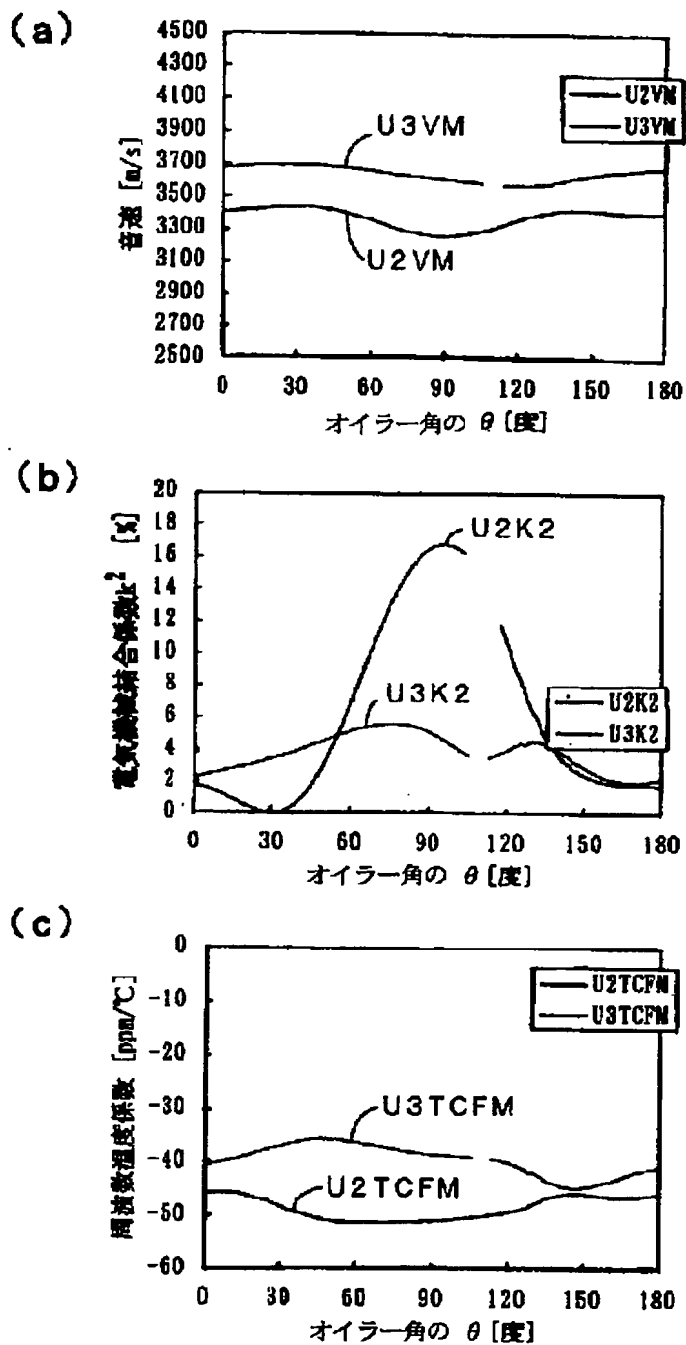 (a)
4500
4300
4100
3900
3700
3500
3300
3100
2900
2700
2500
音速 [m/s]
U2VM
U3VM
U3VM
U2VM
0 30 60 90 120 150 180
オイラー角の θ [度]
(b)
20
18
16
14
12
10
8
6
4
2
0
電気機械結合係数k² [%]
U2K2
U3K2
U2K2
U3K2
0 30 60 90 120 150 180
オイラー角の θ [度]
(c)
0
-10
-20
-30
-40
-50
-60
周波数温度係数 [ppm/℃]
U2TCFM
U3TCFM
U3TCFM
U2TCFM
0 30 60 90 120 150 180
オイラー角の θ [度]